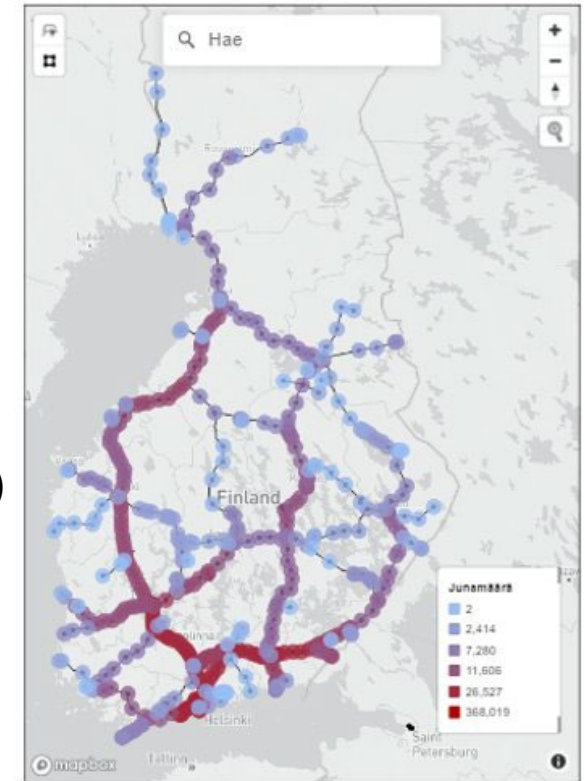 Hae
Finland
Junamäärä
2
2,414
7,280
11,606
26,527
368,019
Helsinki
Saint
Petersburg
mapbox